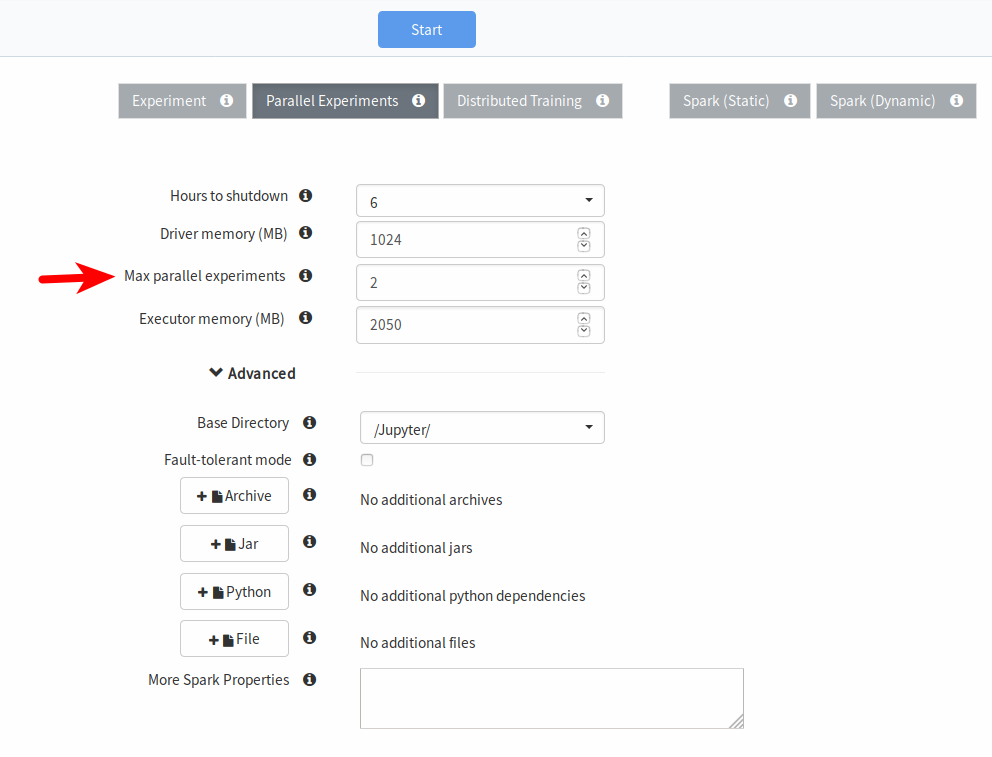 Start
Experiment Parallel Experiments Distributed Training Spark (Static) Spark (Dynamic)
Hours to shutdown 6
Driver memory (MB) 1024
Max parallel experiments 2
Executor memory (MB) 2050
Advanced
Base Directory /Jupyter/
Fault-tolerant mode
Archive No additional archives
Jar No additional jars
Python No additional python dependencies
File No additional files
More Spark Properties